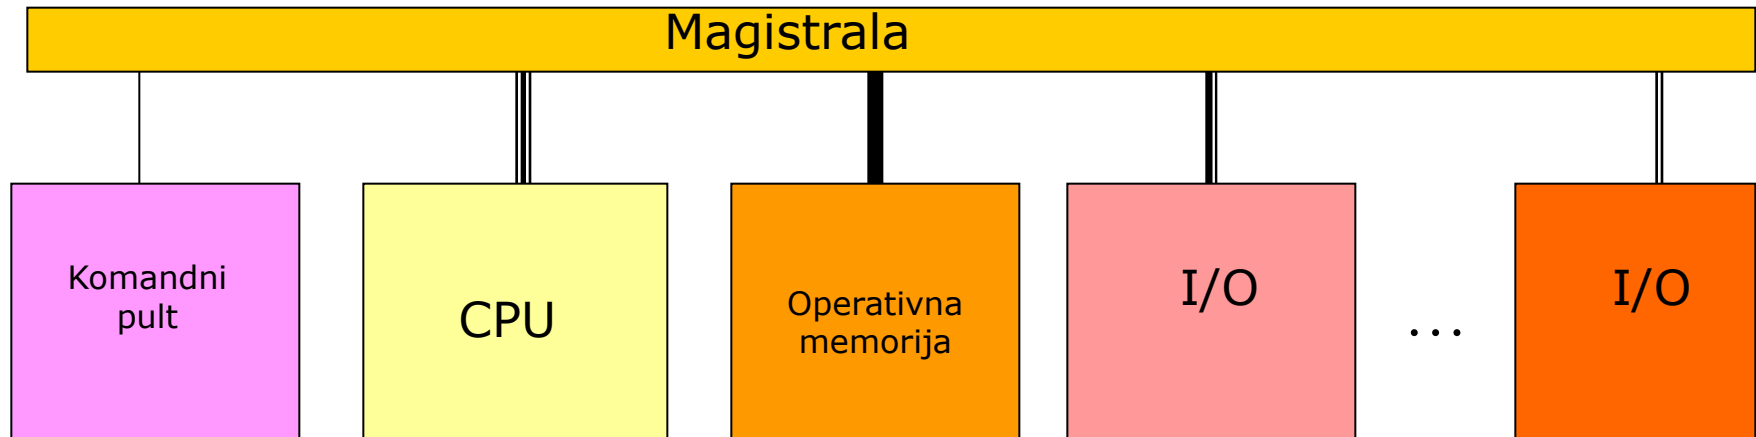 Magistrala
Komandni
pult
CPU
Operativna
memorija
I/O
...
I/O